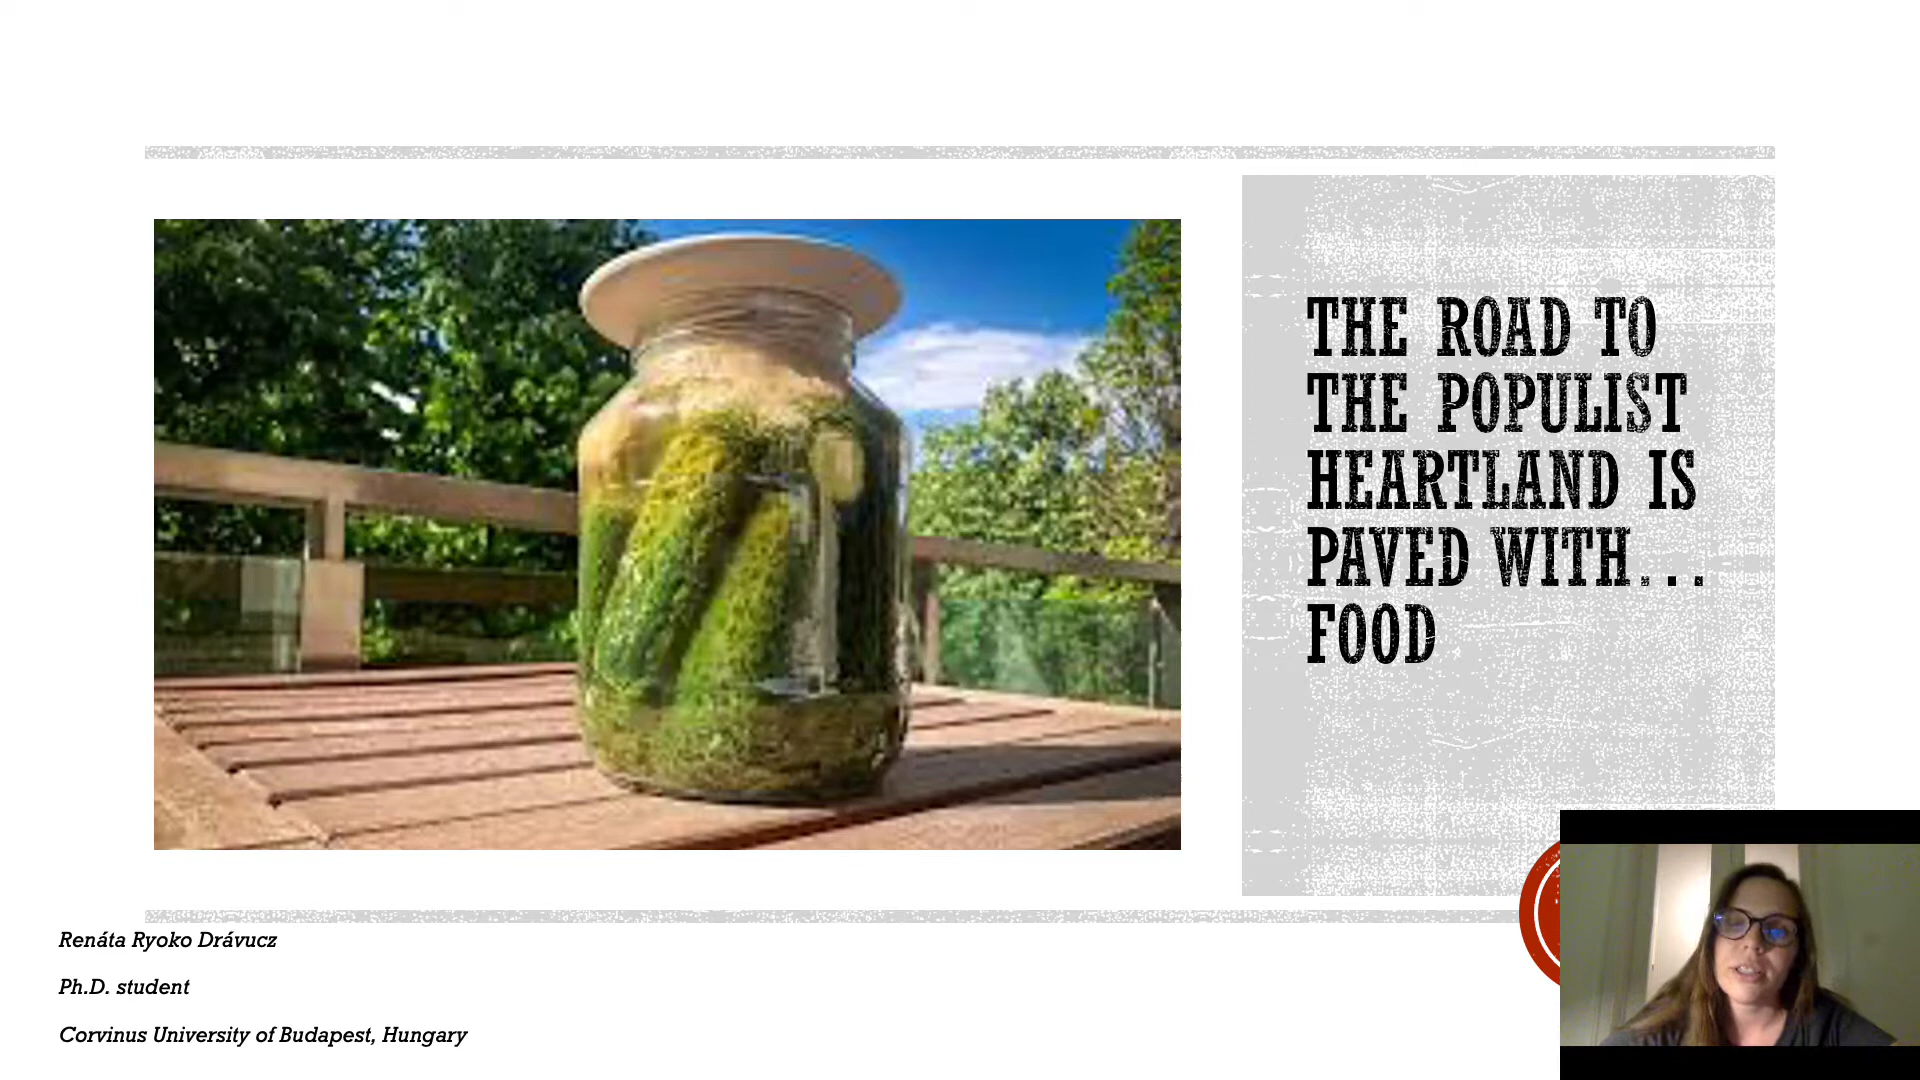 THE ROAD TO
THE POPULIST
HEARTLAND IS
PAVED WITH...
FOOD
Renáta Ryoko Drávucz
Ph.D. student
Corvinus University of Budapest, Hungary